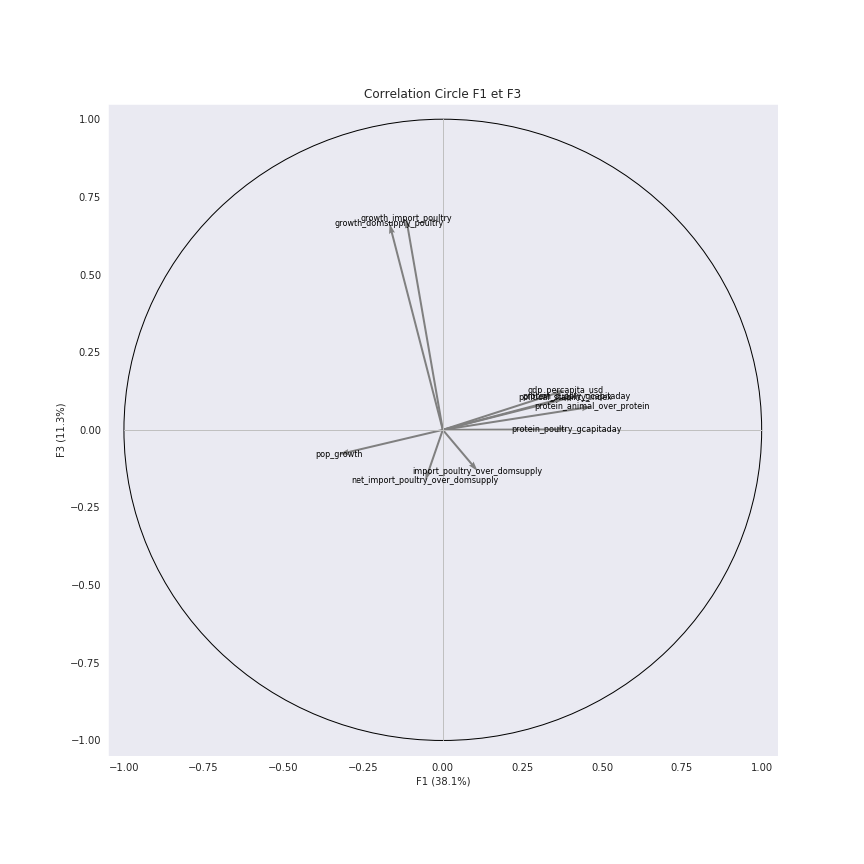 Correlation Circle F1 et F3
1.00
0.75
0.50
0.25
0.00
−0.25
−0.50
−0.75
−1.00
F3 (11.3%)
growth_import_poultry
growth_domsupply_poultry
gdp_percapita_usd
protein_animal_over_protein
protein_poultry_gcapitaday
pop_growth
import_poultry_over_domsupply
net_import_poultry_over_domsupply
−1.00
−0.75
−0.50
−0.25
0.00
0.25
0.50
0.75
1.00
F1 (38.1%)